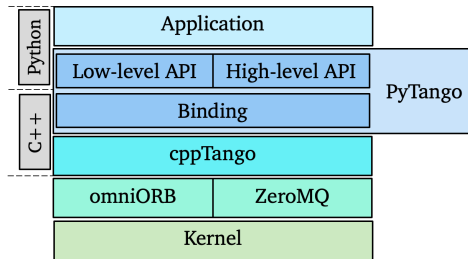 Application
Python
Low-level API
High-level API
PyTango
Binding
C++
cppTango
omniORB
ZeroMQ
Kernel